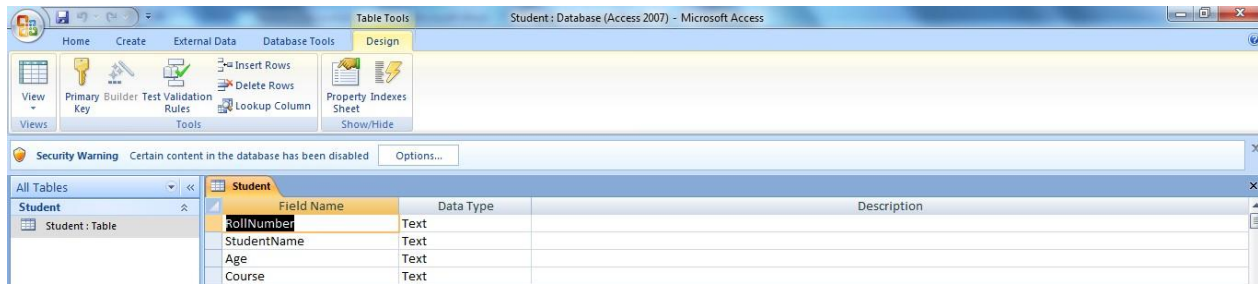 Table Tools
Student : Database (Access 2007) - Microsoft Access
Home Create External Data Database Tools Design
View
Primary Key
Builder
Test Validation Rules
Insert Rows
Delete Rows
Lookup Column
Property Sheet
Indexes
Views Tools Show/Hide
Security Warning Certain content in the database has been disabled Options...
All Tables
Student
Student : Table
Student
Field Name Data Type Description
RollNumber Text
StudentName Text
Age Text
Course Text